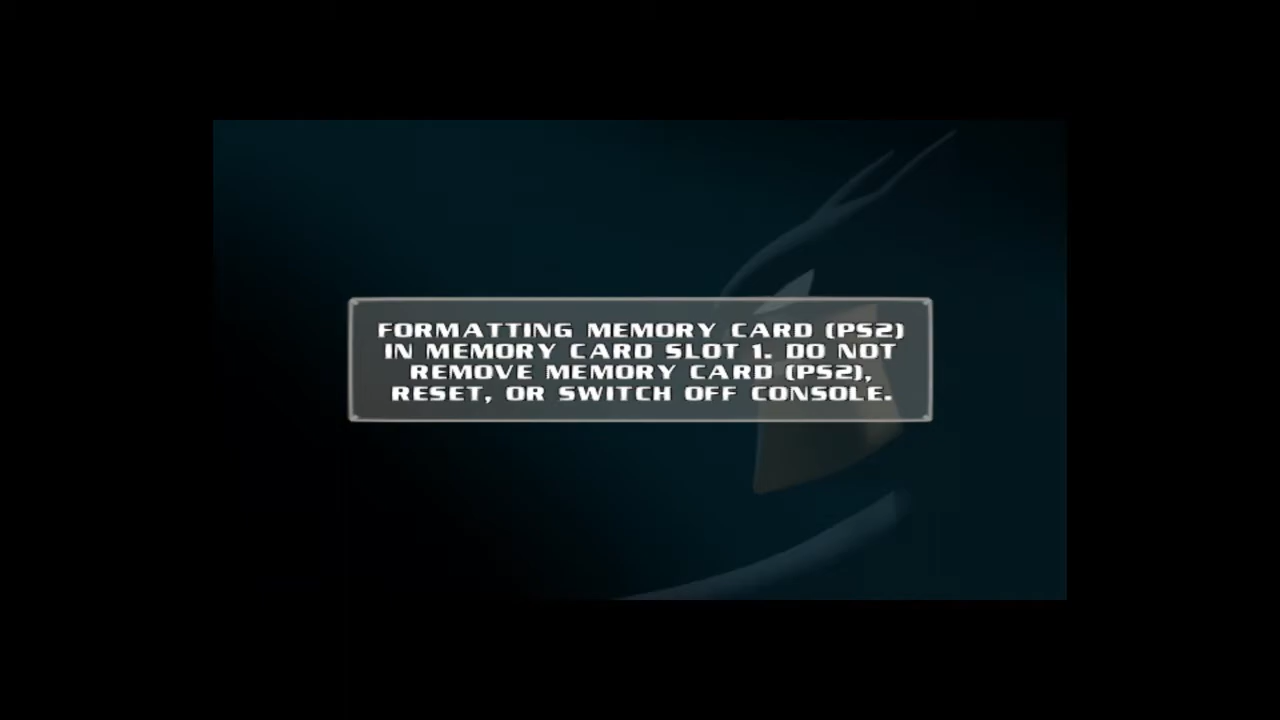 FORMATTING MEMORY CARD (PS2)
IN MEMORY CARD SLOT 1. DO NOT
REMOVE MEMORY CARD (PS2),
RESET, OR SWITCH OFF CONSOLE.